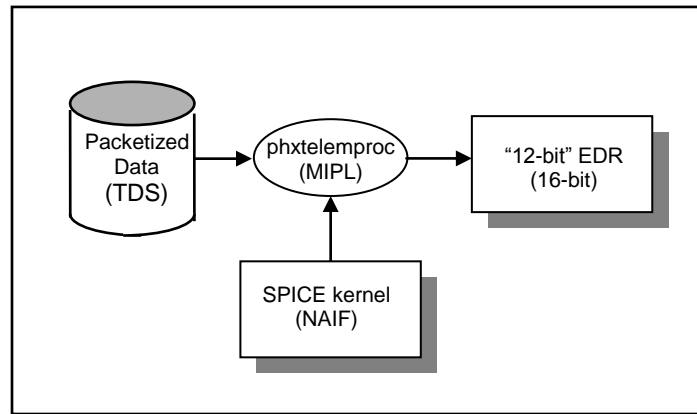 Packetized
Data
(TDS)
phxtelemproc
(MIPL)
“12-bit” EDR
(16-bit)
SPICE kernel
(NAIF)